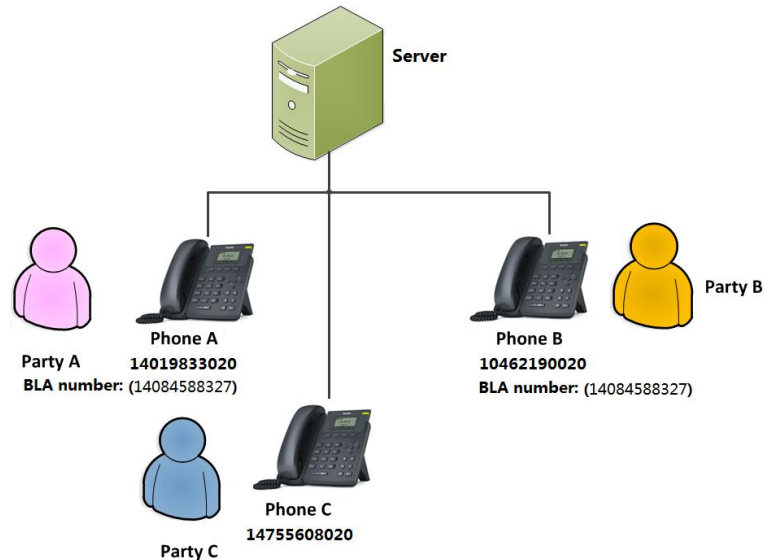 Server
Party A
Phone A
14019833020
BLA number: (14084588327)
Phone B
10462190020
BLA number: (14084588327)
Party B
Party C
Phone C
14755608020